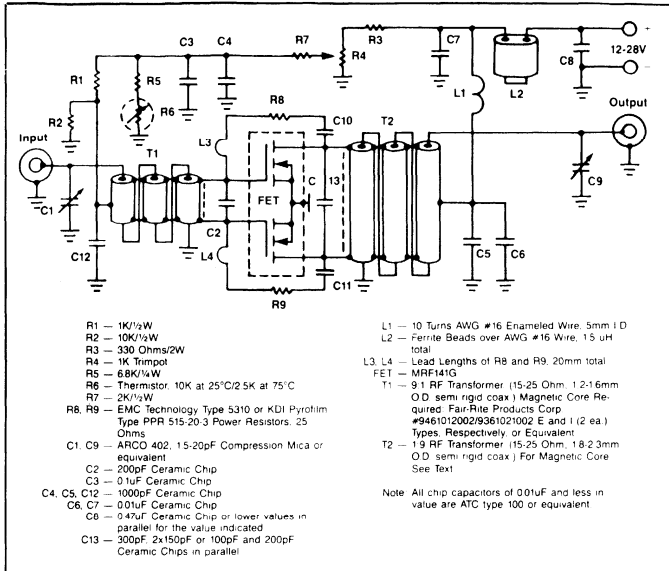 R3
C3
C4
R7
R4
C7
C8
+
12-28V
−
R1
R5
R6
R2
L1
L2
R8
C10
T2
Output
Input
T1
L3
FET
C
13
C1
C2
C9
L4
C12
C11
C5
C6
R9
R1 — 1K/½W
R2 — 10K/½W
R3 — 330 Ohms/2W
R4 — 1K Trimpot
R5 — 6.8K/¼W
R6 — Thermistor, 10K at 25°C/2.5K at 75°C
R7 — 2K/½W
R8, R9 — EMC Technology Type 5310 or KDI Pyrofilm
Type PPR 515-20-3 Power Resistors, 25
Ohms
C1, C9 — ARCO 402, 1.5-20pF Compression Mica or
equivalent
C2 — 200pF Ceramic Chip
C3 — 0.1uF Ceramic Chip
C4, C5, C12 — 1000pF Ceramic Chip
C6, C7 — 0.01uF Ceramic Chip
C8 — 0.47uF Ceramic Chip or lower values in
parallel for the value indicated
C13 — 300pF, 2x150pF or 100pF and 200pF
Ceramic Chips in parallel
L1 — 10 Turns AWG #16 Enameled Wire, 5mm I D
L2 — Ferrite Beads over AWG #16 Wire, 1.5 uH
total
L3, L4 — Lead Lengths of R8 and R9, 20mm total
FET — MRF141G
T1 — 9:1 RF Transformer (15-25 Ohm, 1.2-1.6mm
O.D. semi rigid coax ) Magnetic Core Re-
quired: Fair-Rite Products Corp
#9461012002/9361021002 E and I (2 ea.)
Types, Respectively, or Equivalent
T2 — 1:9 RF Transformer (15-25 Ohm, 1.8-2.3mm
O.D. semi rigid coax ) For Magnetic Core
See Text
Note: All chip capacitors of 0.01uF and less in
value are ATC type 100 or equivalent